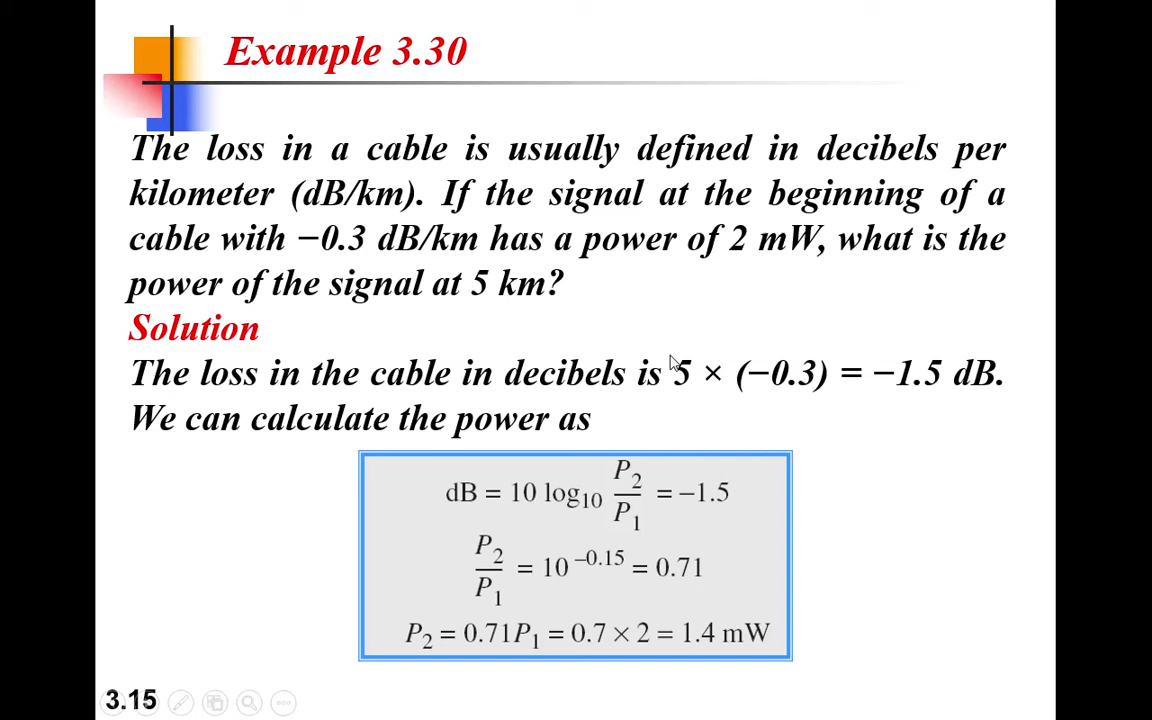 Example 3.30
The loss in a cable is usually defined in decibels per
kilometer (dB/km). If the signal at the beginning of a
cable with −0.3 dB/km has a power of 2 mW, what is the
power of the signal at 5 km?
Solution
The loss in the cable in decibels is 5 × (−0.3) = −1.5 dB.
We can calculate the power as
dB = 10 log₁₀ P₂/P₁ = −1.5
P₂/P₁ = 10^−0.15 = 0.71
P₂ = 0.71P₁ = 0.7 × 2 = 1.4 mW
3.15